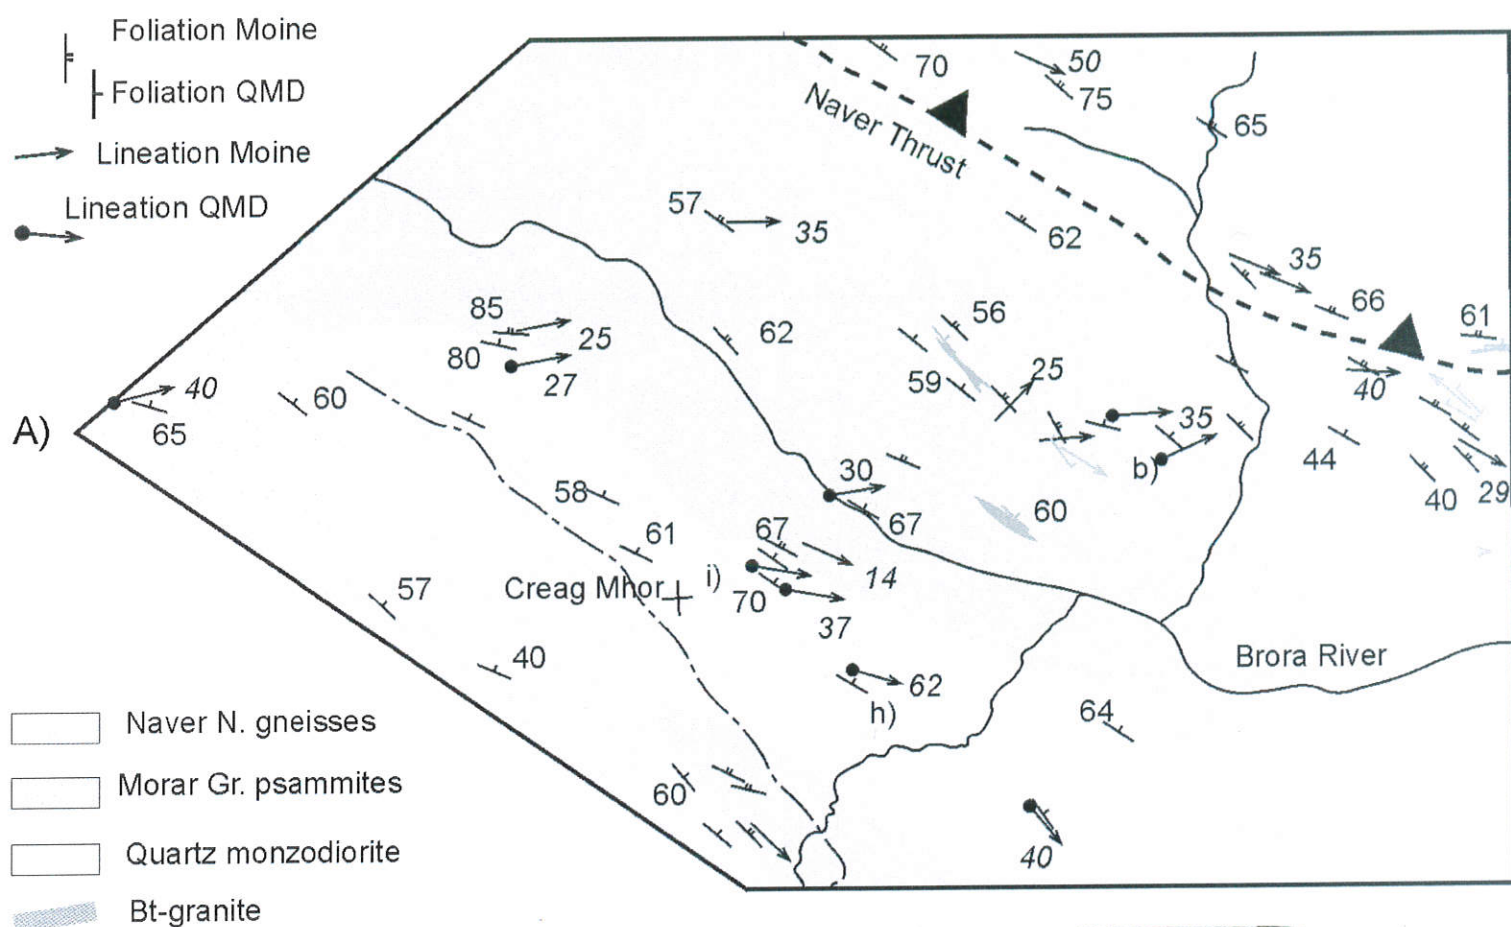 Foliation Moine
Foliation QMD
Lineation Moine
Lineation QMD
A)
Naver Thrust
70
50
75
65
57
35
62
35
66
61
85
25
80
27
62
56
59
25
40
40
65
60
35
b)
44
40
29
58
30
67
60
61
67
14
Creag Mhor
i)
70
37
57
40
62
h)
Brora River
64
60
40
Naver N. gneisses
Morar Gr. psammites
Quartz monzodiorite
Bt-granite